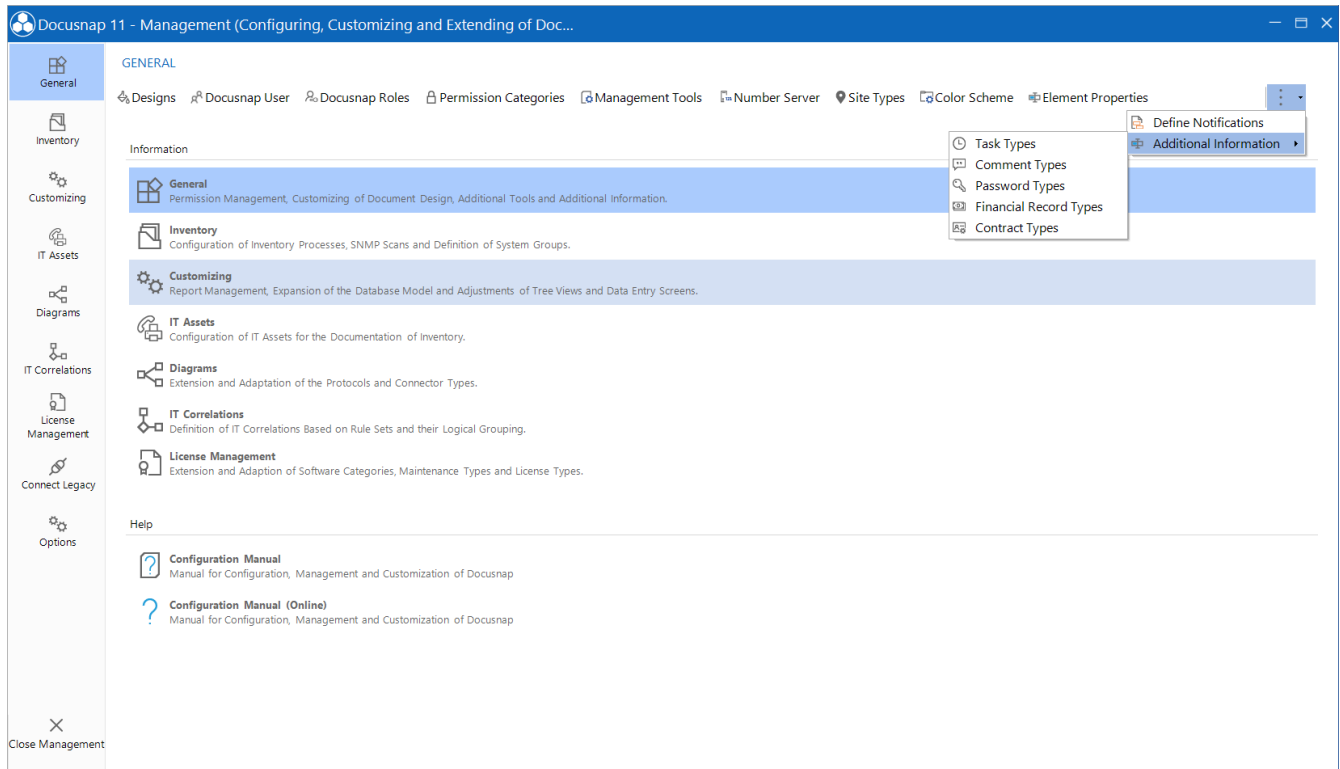 Docusnap 11 - Management (Configuring, Customizing and Extending of Doc...
General
Inventory
Customizing
IT Assets
Diagrams
IT Correlations
License
Management
Connect Legacy
Options
Close Management
GENERAL
Designs Docusnap User Docusnap Roles Permission Categories Management Tools Number Server Site Types Color Scheme Element Properties
Define Notifications
Additional Information
Task Types
Comment Types
Password Types
Financial Record Types
Contract Types
Information
General
Permission Management, Customizing of Document Design, Additional Tools and Additional Information.
Inventory
Configuration of Inventory Processes, SNMP Scans and Definition of System Groups.
Customizing
Report Management, Expansion of the Database Model and Adjustments of Tree Views and Data Entry Screens.
IT Assets
Configuration of IT Assets for the Documentation of Inventory.
Diagrams
Extension and Adaptation of the Protocols and Connector Types.
IT Correlations
Definition of IT Correlations Based on Rule Sets and their Logical Grouping.
License Management
Extension and Adaption of Software Categories, Maintenance Types and License Types.
Help
Configuration Manual
Manual for Configuration, Management and Customization of Docusnap
Configuration Manual (Online)
Manual for Configuration, Management and Customization of Docusnap